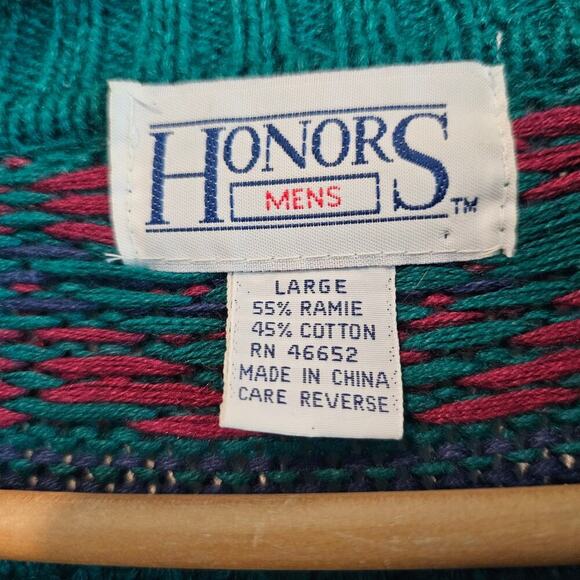 HONORS
MENS
TM
LARGE
55% RAMIE
45% COTTON
RN 46652
MADE IN CHINA
CARE REVERSE